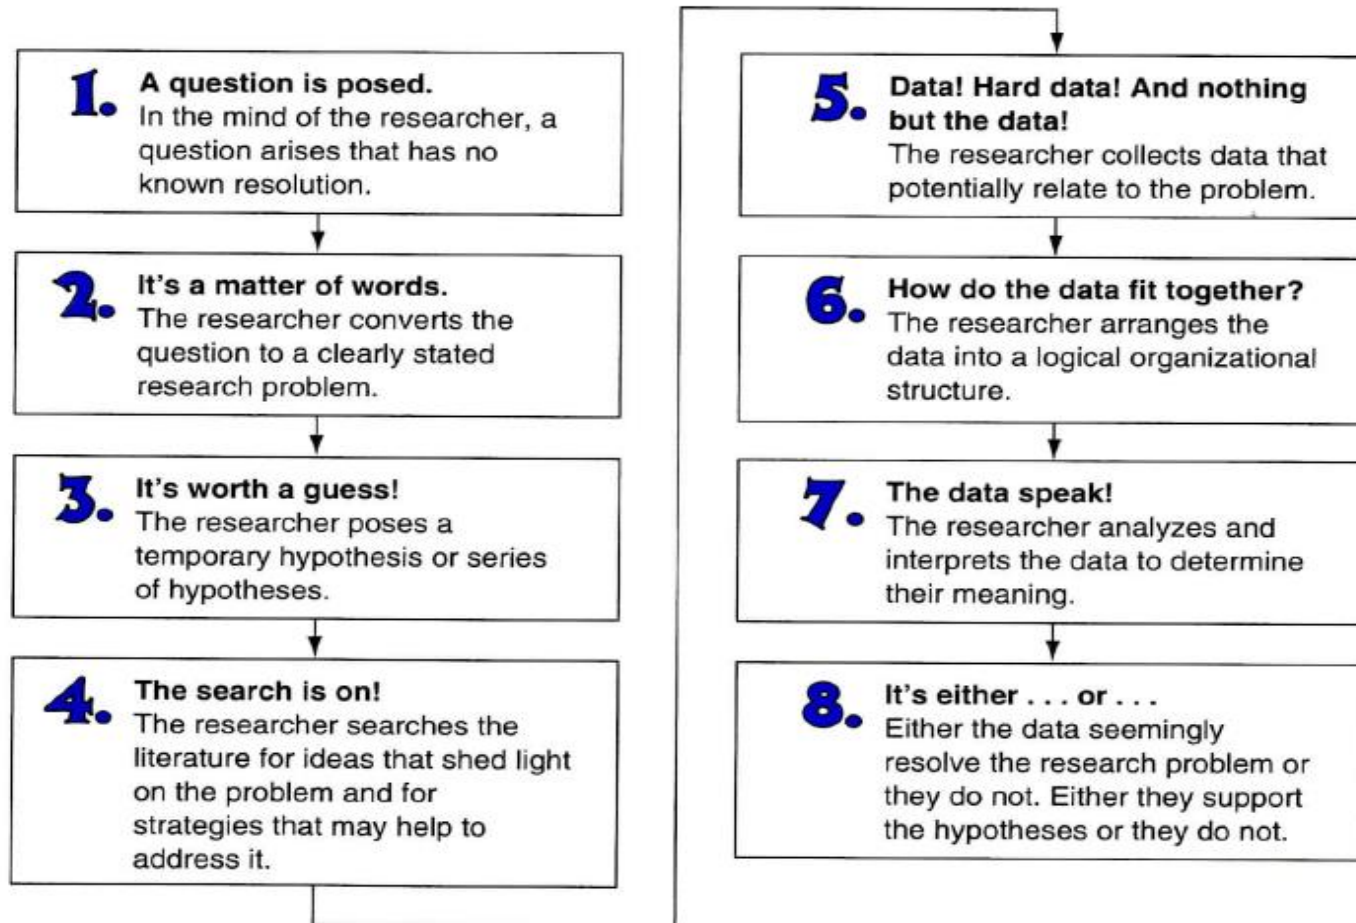 1. A question is posed.
In the mind of the researcher, a
question arises that has no
known resolution.
2. It's a matter of words.
The researcher converts the
question to a clearly stated
research problem.
3. It's worth a guess!
The researcher poses a
temporary hypothesis or series
of hypotheses.
4. The search is on!
The researcher searches the
literature for ideas that shed light
on the problem and for
strategies that may help to
address it.
5. Data! Hard data! And nothing
but the data!
The researcher collects data that
potentially relate to the problem.
6. How do the data fit together?
The researcher arranges the
data into a logical organizational
structure.
7. The data speak!
The researcher analyzes and
interprets the data to determine
their meaning.
8. It's either . . . or . . .
Either the data seemingly
resolve the research problem or
they do not. Either they support
the hypotheses or they do not.